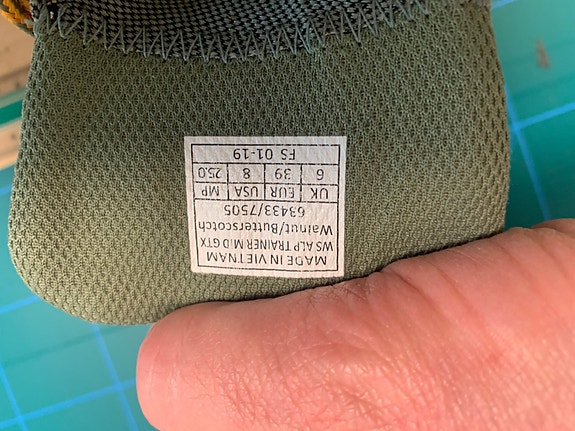 MADE IN VIETNAM
WS ALP TRAINER MID GTX
Walnut/Butterscotch
63433/7505
UK EUR USA MP
6 39 8 25.0
FS 01-19